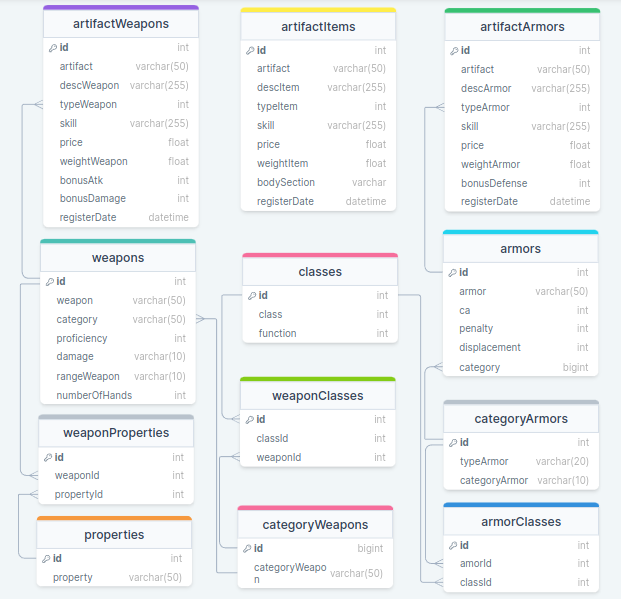 artifactWeapons
id int
artifact varchar(50)
descWeapon varchar(255)
typeWeapon int
skill varchar(255)
price float
weightWeapon float
bonusAtk int
bonusDamage int
registerDate datetime
artifactItems
id int
artifact varchar(50)
descItem varchar(255)
typeItem int
skill varchar(255)
price float
weightItem float
bodySection varchar
registerDate datetime
artifactArmors
id int
artifact varchar(50)
descArmor varchar(255)
typeArmor int
skill varchar(255)
price float
weightArmor float
bonusDefense int
registerDate datetime
weapons
id int
weapon varchar(50)
category varchar(50)
proficiency int
damage varchar(10)
rangeWeapon varchar(10)
numberOfHands int
classes
id int
class int
function int
armors
id int
armor varchar(50)
ca int
penalty int
displacement int
category bigint
weaponClasses
id int
classId int
weaponId int
weaponProperties
id int
weaponId int
propertyId int
categoryArmors
id int
typeArmor varchar(20)
categoryArmor varchar(10)
properties
id int
property varchar(50)
categoryWeapons
id bigint
categoryWeapo
n varchar(50)
armorClasses
id int
amorId int
classId int